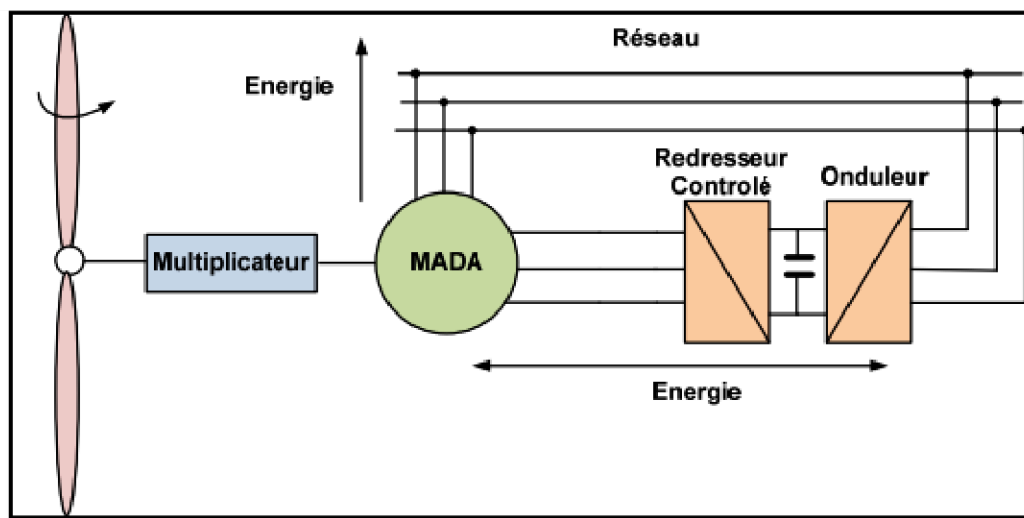 Réseau
Energie
Redresseur
Controlé
Onduleur
Multiplicateur
MADA
Energie